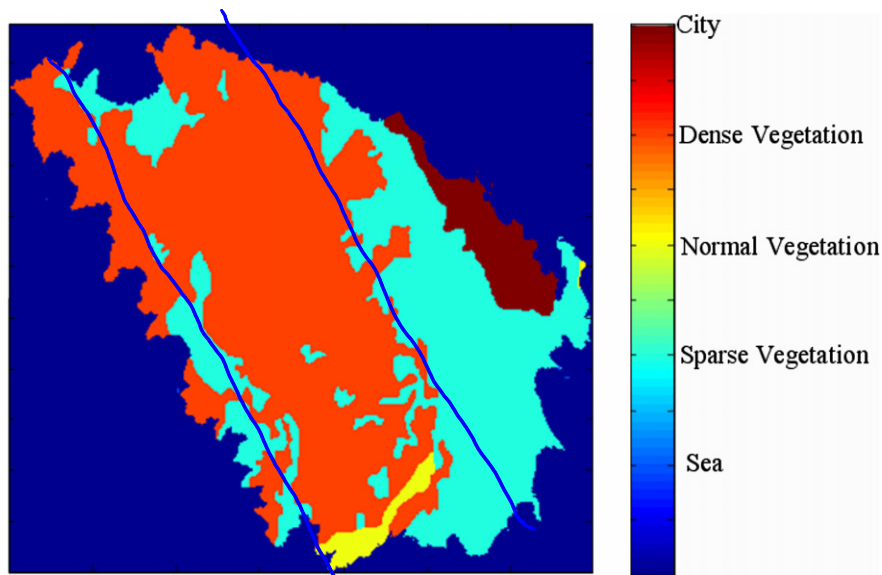 City
Dense Vegetation
Normal Vegetation
Sparse Vegetation
Sea